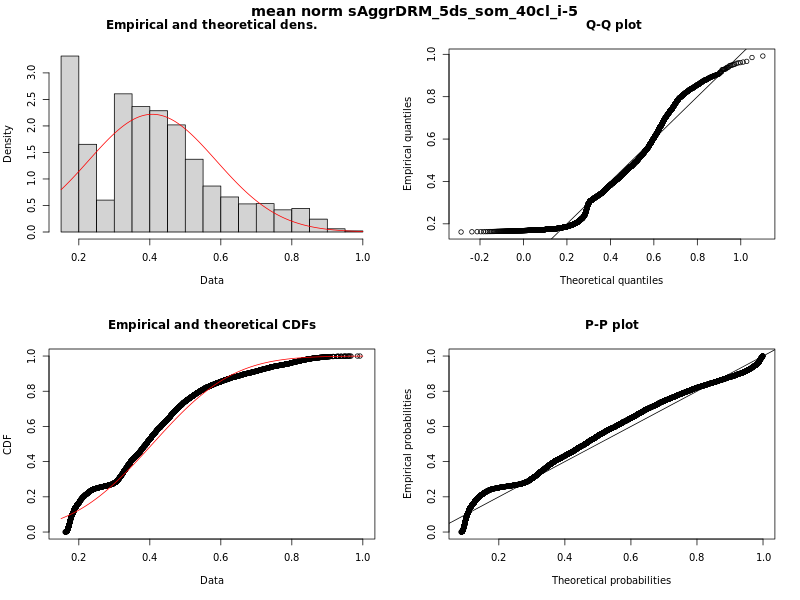 mean norm sAggrDRM_5ds_som_40cl_i-5
Empirical and theoretical dens.
Density
0.0 0.5 1.0 1.5 2.0 2.5 3.0
0.2 0.4 0.6 0.8 1.0
Data
Q-Q plot
Empirical quantiles
0.2 0.4 0.6 0.8 1.0
-0.2 0.0 0.2 0.4 0.6 0.8 1.0
Theoretical quantiles
Empirical and theoretical CDFs
CDF
0.0 0.2 0.4 0.6 0.8 1.0
0.2 0.4 0.6 0.8 1.0
Data
P-P plot
Empirical probabilities
0.0 0.2 0.4 0.6 0.8 1.0
0.2 0.4 0.6 0.8 1.0
Theoretical probabilities